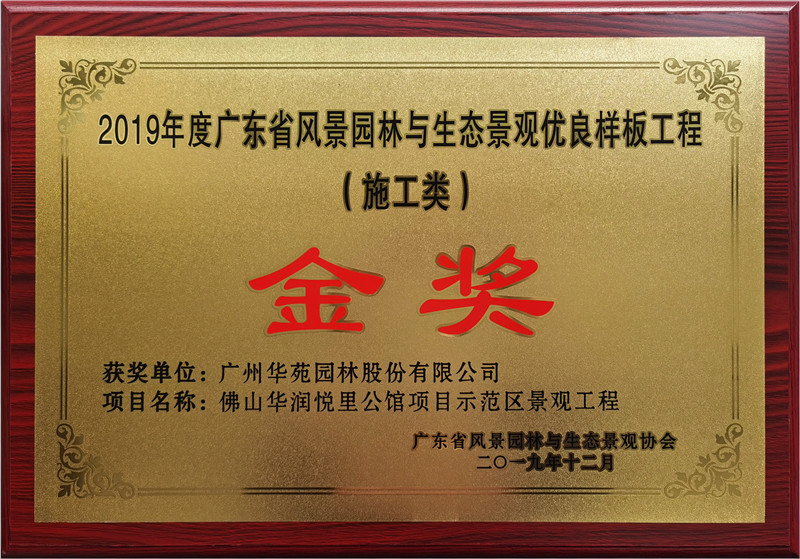 2019年度广东省风景园林与生态景观优良样板工程
（施工类）
金奖
获奖单位：广州华苑园林股份有限公司
项目名称：佛山华润悦里公馆项目示范区景观工程
广东省风景园林与生态景观协会
二〇一九年十二月